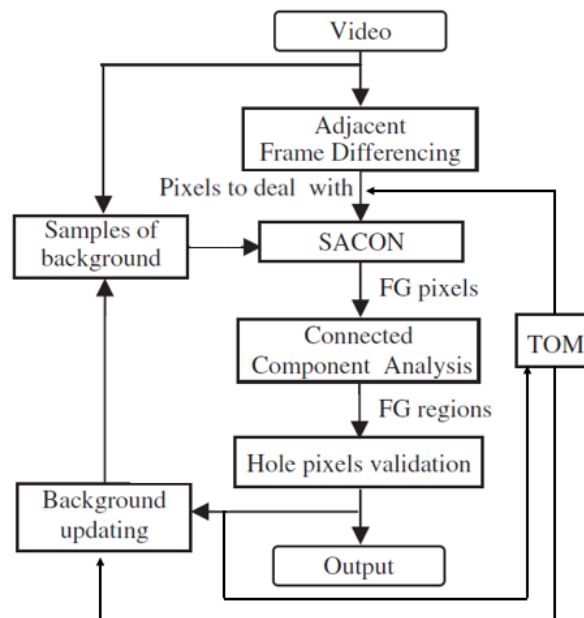 Video
Adjacent
Frame Differencing
Pixels to deal with
Samples of
background
SACON
FG pixels
Connected
Component Analysis
TOM
FG regions
Hole pixels validation
Background
updating
Output